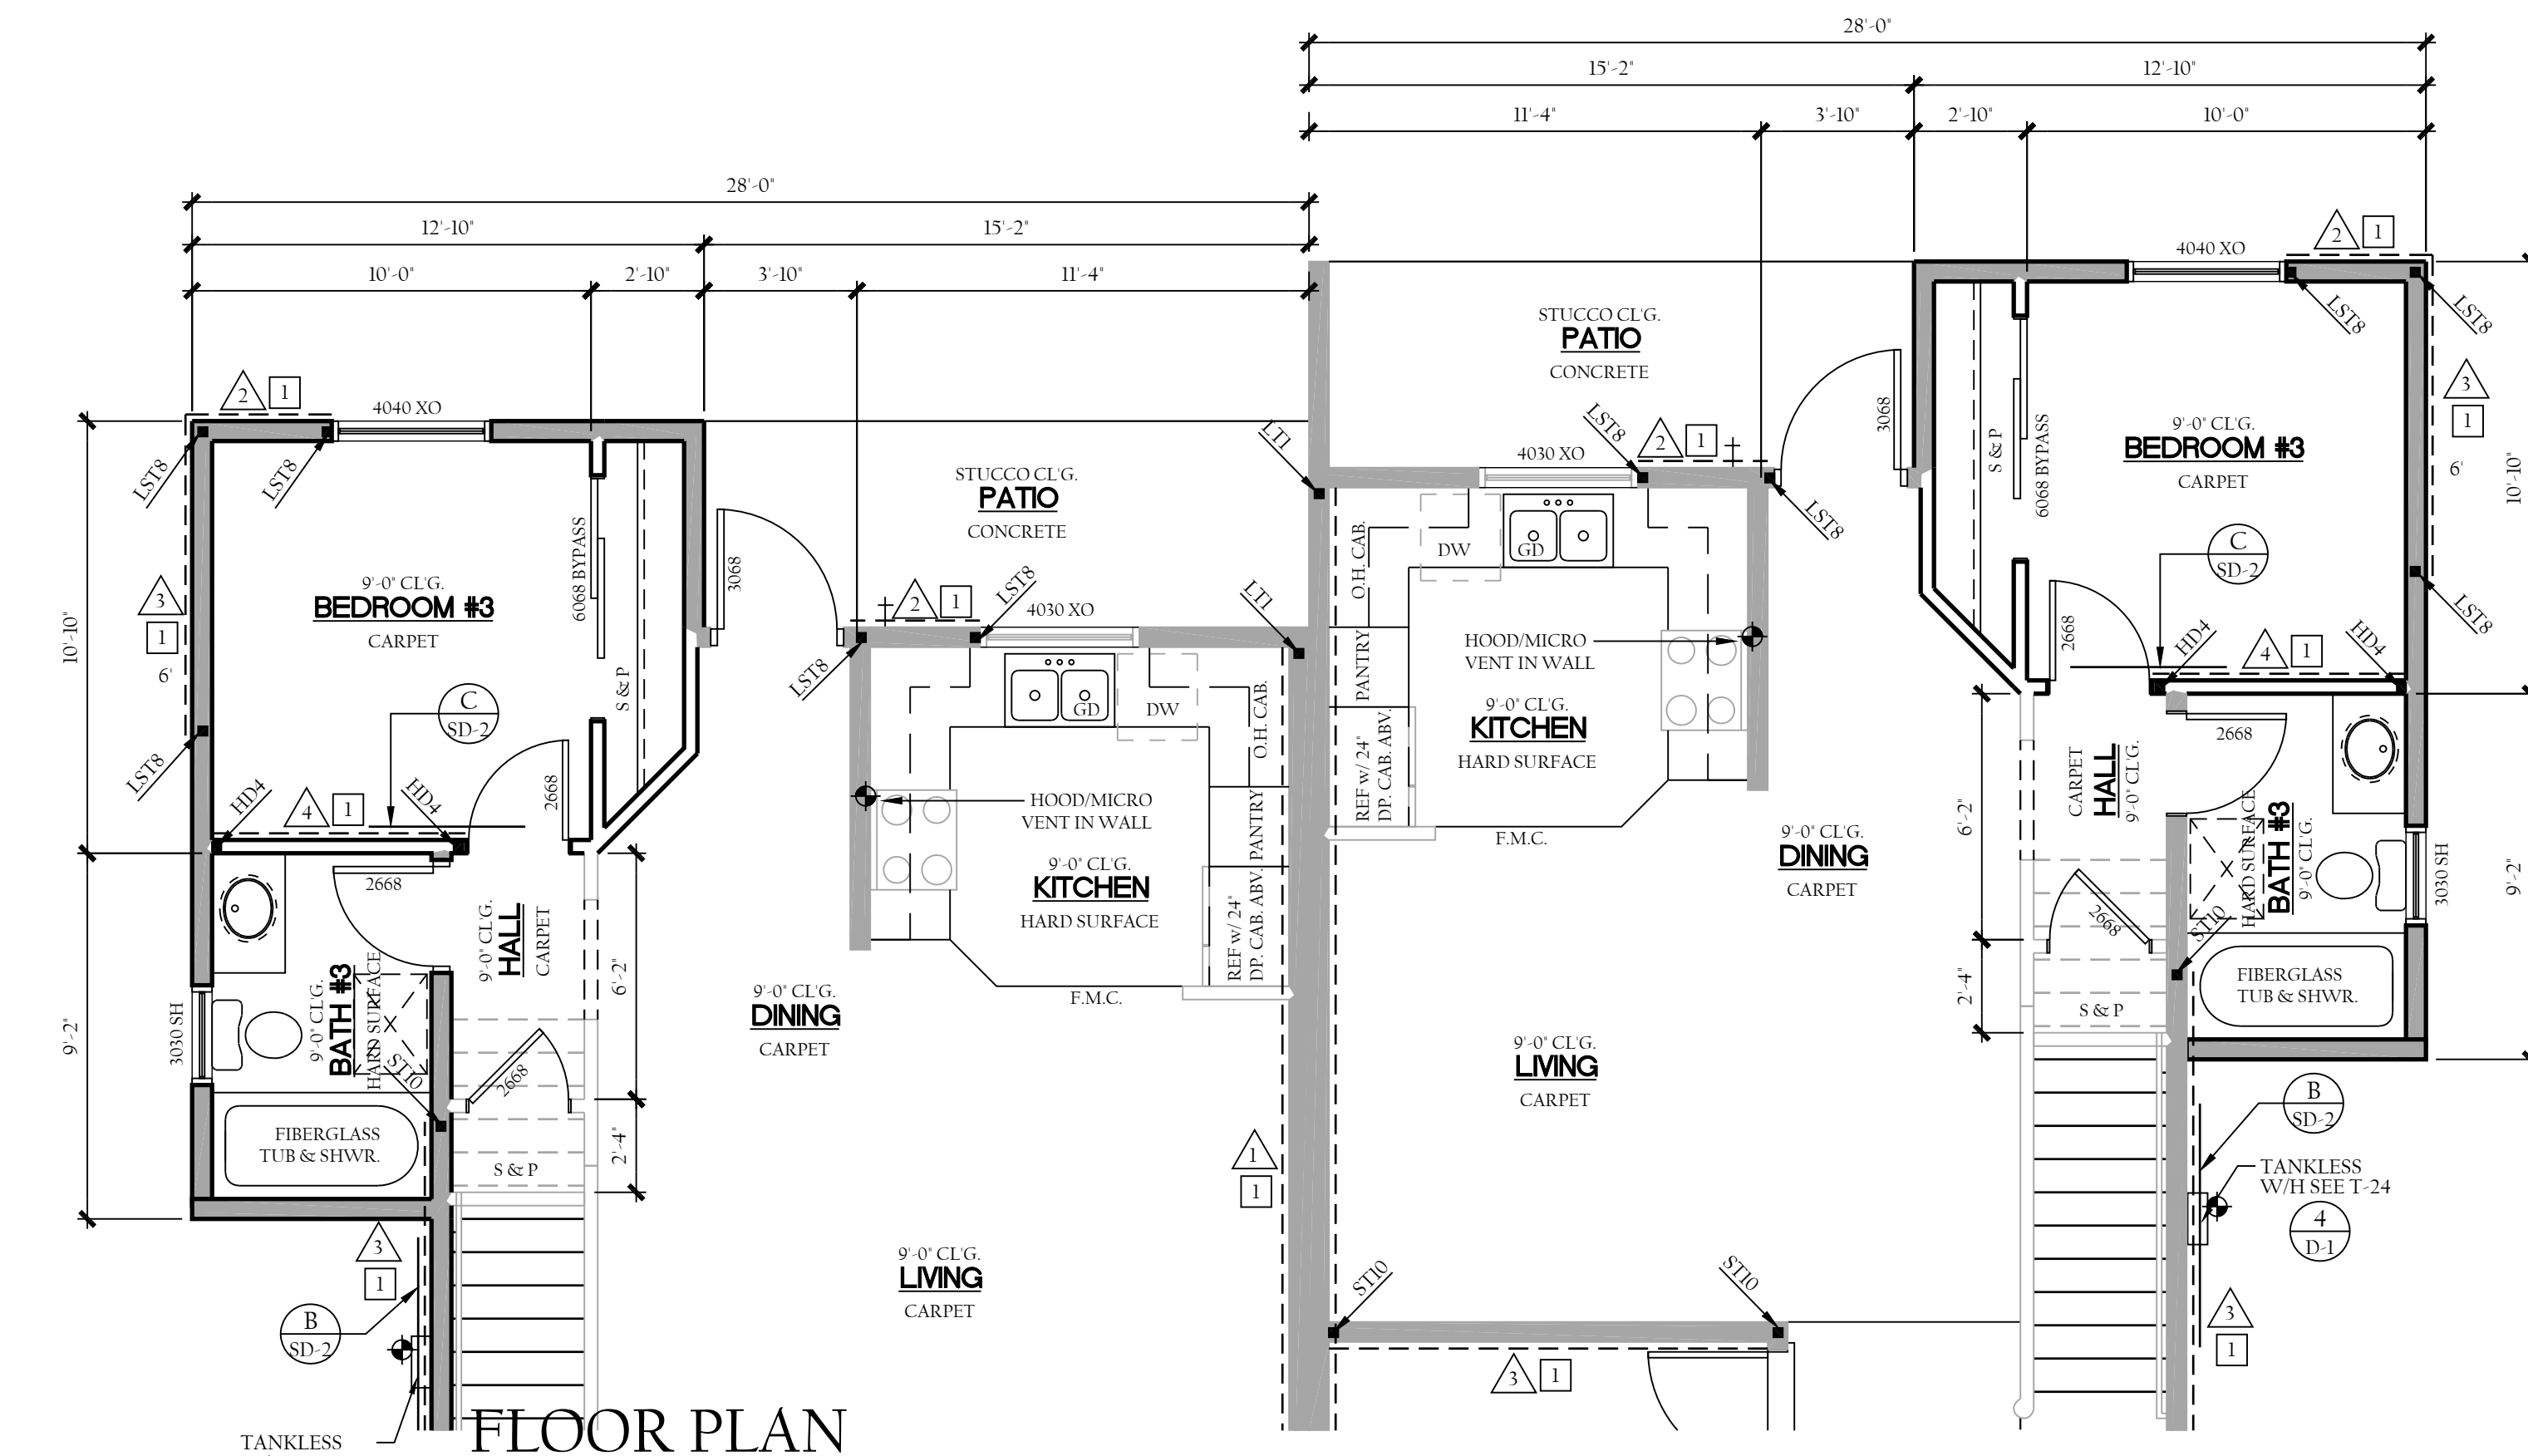 28'-0"
15'-2"
12'-10"
11'-4"
3'-10"
2'-10"
10'-0"
28'-0"
12'-10"
15'-2"
10'-0"
2'-10"
3'-10"
11'-4"
2
1
4040 XO
LST8
LST8
3
1
6'
10'-10"
STUCCO CL'G.
PATIO
CONCRETE
3068
S & P
6068 BYPASS
9'-0" CL'G.
BEDROOM #3
CARPET
C
SD-2
LST8
2668
HD4
4
1
HD4
LT1
LST8
2
1
4030 XO
LST8
O.H. CAB.
DW
GD
PANTRY
HOOD/MICRO
VENT IN WALL
REF w/ 24"
DP. CAB. ABV.
9'-0" CL'G.
KITCHEN
HARD SURFACE
F.M.C.
9'-0" CL'G.
DINING
CARPET
6'-2"
2'-4"
CARPET
HALL
9'-0" CL'G.
2668
HARD SURFACE
BATH #3
9'-0" CL'G.
3030 SH
9'-2"
2668
ST10
S & P
FIBERGLASS
TUB & SHWR.
9'-0" CL'G.
LIVING
CARPET
B
SD-2
TANKLESS
W/H SEE T-24
4
D-1
3
1
ST10
ST10
3
1
2
1
4040 XO
LST8
LST8
3
1
6'
10'-10"
LST8
9'-0" CL'G.
BEDROOM #3
CARPET
6068 BYPASS
S & P
C
SD-2
HD4
4
1
HD4
2668
3068
STUCCO CL'G.
PATIO
CONCRETE
2
1
LST8
4030 XO
LT1
LST8
GD
DW
O.H. CAB.
HOOD/MICRO
VENT IN WALL
PANTRY
9'-0" CL'G.
KITCHEN
HARD SURFACE
REF w/ 24"
DP. CAB. ABV.
F.M.C.
9'-0" CL'G.
DINING
CARPET
2668
9'-0" CL'G.
HALL
CARPET
6'-2"
2'-4"
9'-2"
3030 SH
9'-0" CL'G.
BATH #3
HARD SURFACE
ST10
2668
FIBERGLASS
TUB & SHWR.
S & P
1
1
3
1
B
SD-2
9'-0" CL'G.
LIVING
CARPET
TANKLESS
FLOOR PLAN